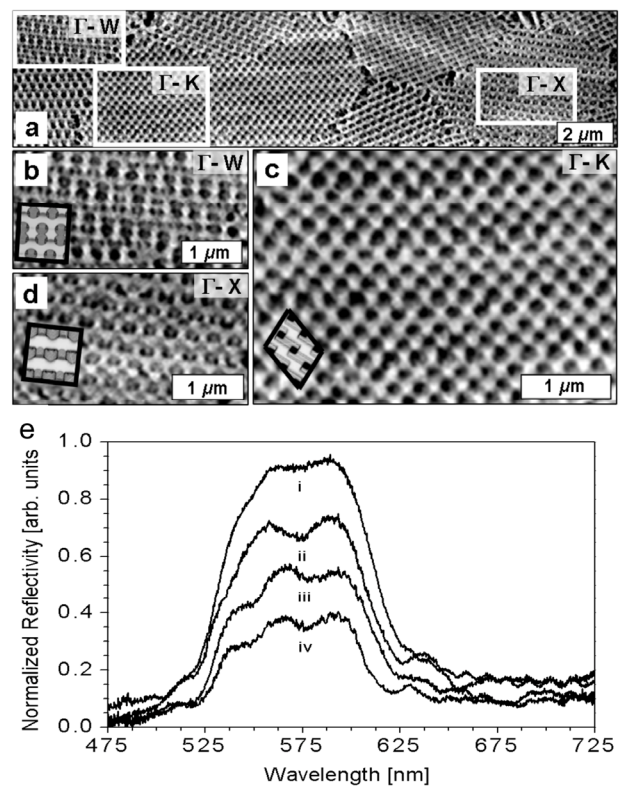 Γ- W
Γ- K
Γ- X
a
2 µm
b
Γ- W
1 µm
c
Γ- K
1 µm
d
Γ- X
1 µm
e
Normalized Reflectivity [arb. units]
1.0
0.8
0.6
0.4
0.2
0.0
i
ii
iii
iv
475 525 575 625 675 725
Wavelength [nm]